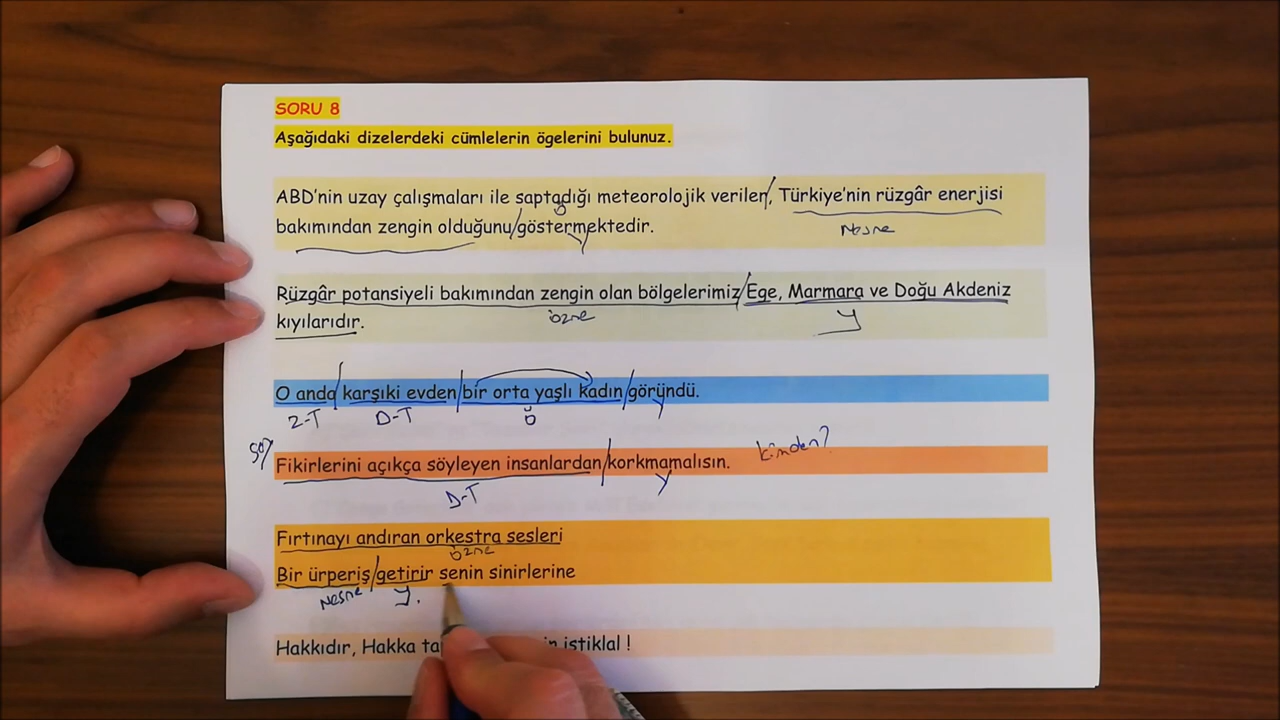 SORU 8
Aşağıdaki dizelerdeki cümlelerin ögelerini bulunuz.
ABD'nin uzay çalışmaları ile saptadığı meteorolojik veriler, Türkiye'nin rüzgâr enerjisi
ö
bakımından zengin olduğunu/göstermektedir.
y
Nesne
Rüzgâr potansiyeli bakımından zengin olan bölgelerimiz/Ege, Marmara ve Doğu Akdeniz
özne
y
kıyılarıdır.
O anda/karşıki evden/bir orta yaşlı kadın/göründü.
Z-T D-T Ö y
Fikirlerini açıkça söyleyen insanlardan/korkmamalısın. kimden?
D-T y
Fırtınayı andıran orkestra sesleri
özne
Bir ürperiş/getirir senin sinirlerine
Nesne y.
Hakkıdır, Hakka istiklal !